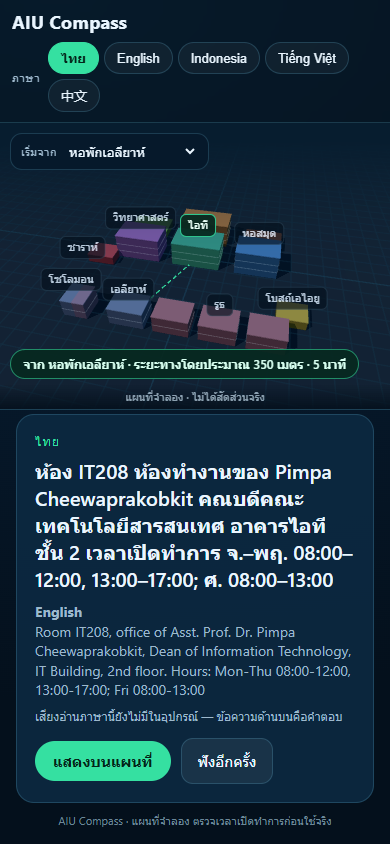 AIU Compass
ภาษา
ไทย
English
Indonesia
Tiếng Việt
中文
เริ่มจาก หอพักเอลียาห์
วิทยาศาสตร์
ไอที
ซาราห์
หอสมุด
โซโลมอน
เอลียาห์
รูธ
โบสถ์เอไอยู
จาก หอพักเอลียาห์ · ระยะทางโดยประมาณ 350 เมตร · 5 นาที
แผนที่จำลอง · ไม่ได้สัดส่วนจริง
ไทย
ห้อง IT208 ห้องทำงานของ Pimpa
Cheewaprakobkit คณบดีคณะ
เทคโนโลยีสารสนเทศ อาคารไอที
ชั้น 2 เวลาเปิดทำการ จ.–พฤ. 08:00–
12:00, 13:00–17:00; ศ. 08:00–13:00
English
Room IT208, office of Asst. Prof. Dr. Pimpa
Cheewaprakobkit, Dean of Information Technology,
IT Building, 2nd floor. Hours: Mon-Thu 08:00-12:00,
13:00-17:00; Fri 08:00-13:00
เสียงอ่านภาษานี้ยังไม่มีในอุปกรณ์ — ข้อความด้านบนคือคำตอบ
แสดงบนแผนที่
ฟังอีกครั้ง
AIU Compass · แผนที่จำลอง ตรวจเวลาเปิดทำการก่อนใช้จริง